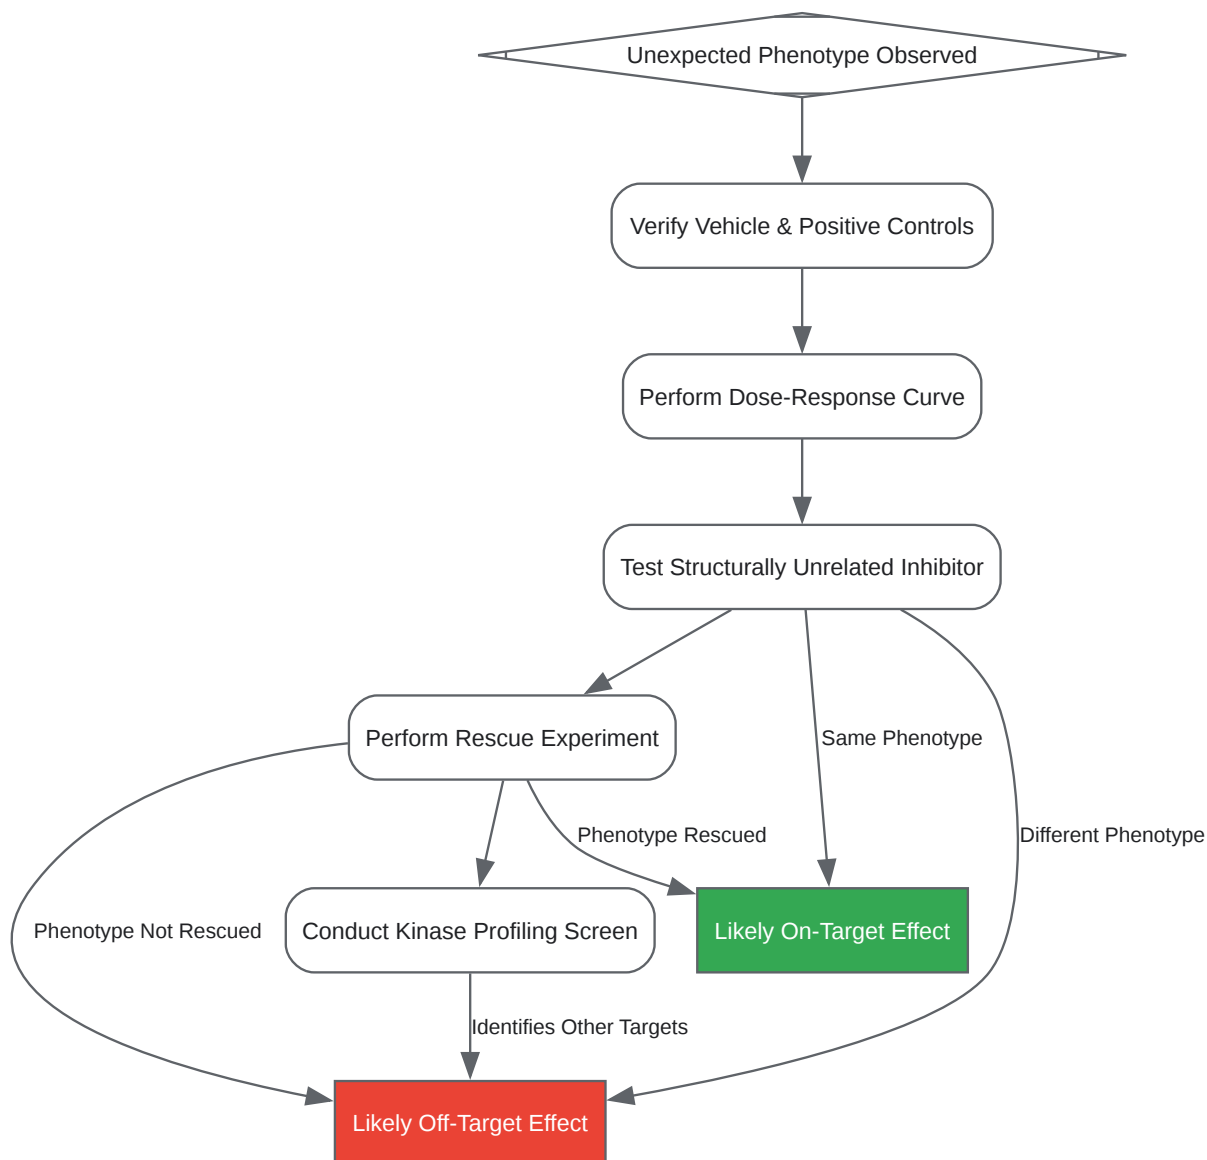 Unexpected Phenotype Observed
Verify Vehicle & Positive Controls
Perform Dose-Response Curve
Test Structurally Unrelated Inhibitor
Perform Rescue Experiment
Same Phenotype
Phenotype Rescued
Different Phenotype
Phenotype Not Rescued
Conduct Kinase Profiling Screen
Likely On-Target Effect
Identifies Other Targets
Likely Off-Target Effect